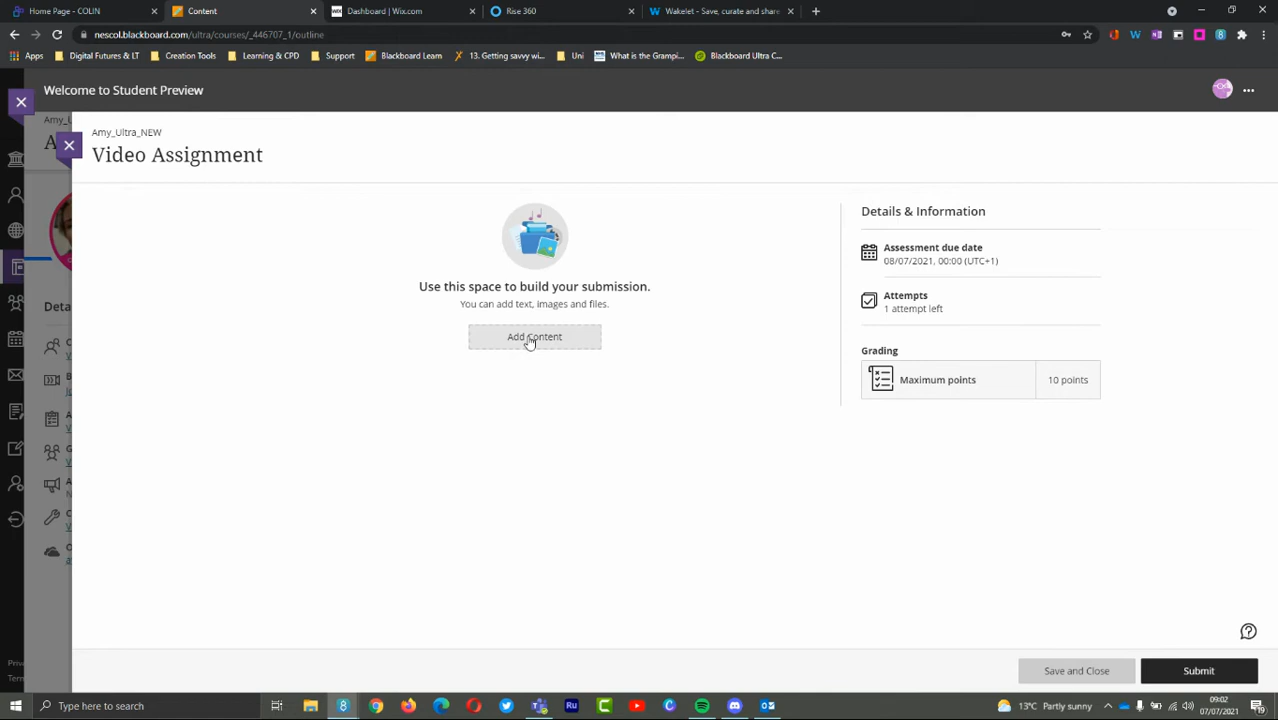 Home Page - COLIN
Content
Dashboard | Wix.com
Rise 360
Wakelet - Save, curate and share
nescol.blackboard.com/ultra/courses/_446707_1/outline
Apps
Digital Futures & LT
Creation Tools
Learning & CPD
Support
Blackboard Learn
13. Getting savvy wi...
Uni
What is the Grampi...
Blackboard Ultra C...
Welcome to Student Preview
Amy_U
Amy_Ultra_NEW
Video Assignment
Use this space to build your submission.
You can add text, images and files.
Add Content
Details & Information
Assessment due date
08/07/2021, 00:00 (UTC+1)
Attempts
1 attempt left
Grading
Maximum points
10 points
Deta
Priv
Term
Save and Close
Submit
Type here to search
13°C Partly sunny
09:02
07/07/2021
19